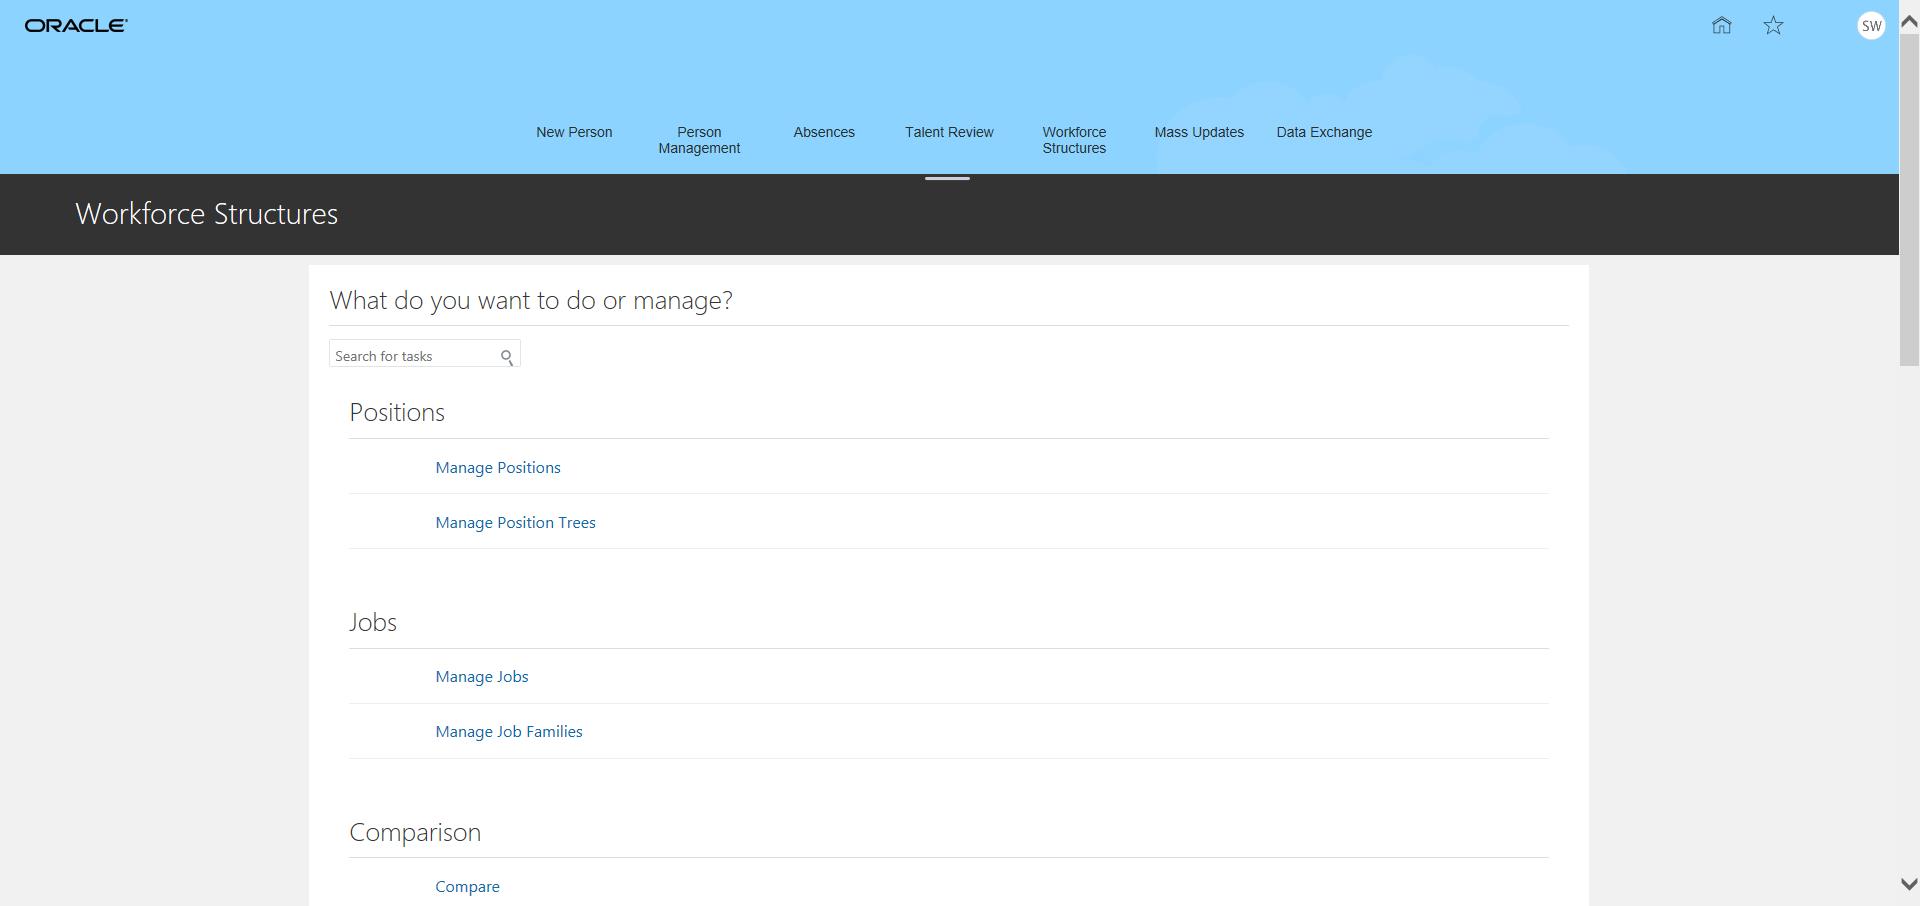 ORACLE
SW
New Person
Person
Management
Absences
Talent Review
Workforce
Structures
Mass Updates
Data Exchange
Workforce Structures
What do you want to do or manage?
Search for tasks
Positions
Manage Positions
Manage Position Trees
Jobs
Manage Jobs
Manage Job Families
Comparison
Compare